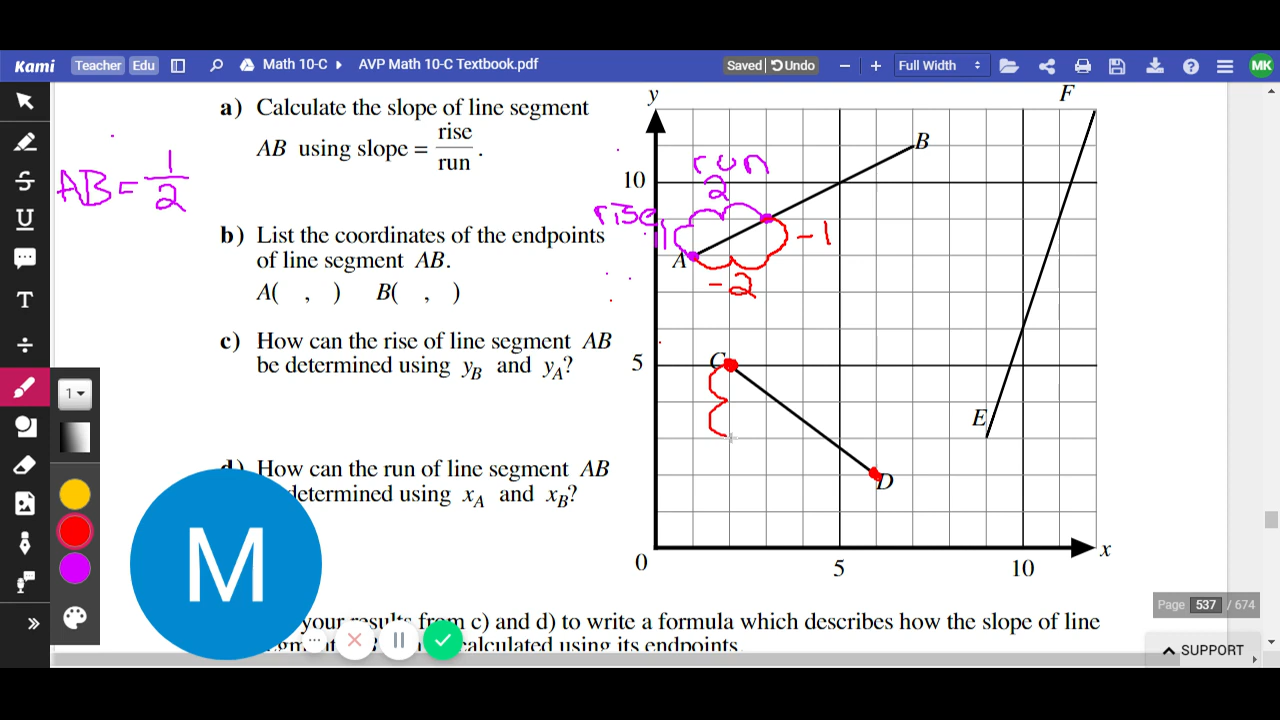 Kami Teacher Edu Math 10-C AVP Math 10-C Textbook.pdf Saved Undo − + Full Width MK
a) Calculate the slope of line segment
AB using slope = rise/run.
AB = 1/2
b) List the coordinates of the endpoints
of line segment AB.
A( , ) B( , )
c) How can the rise of line segment AB
be determined using yB and yA?
d) How can the run of line segment AB
determined using xA and xB?
your results from c) and d) to write a formula which describes how the slope of line
calculated using its endpoints.
y
F
B
run
2
10
rise
1
-1
A
-2
C
5
E
D
0
5
10
x
1
M
Page 537 / 674
SUPPORT